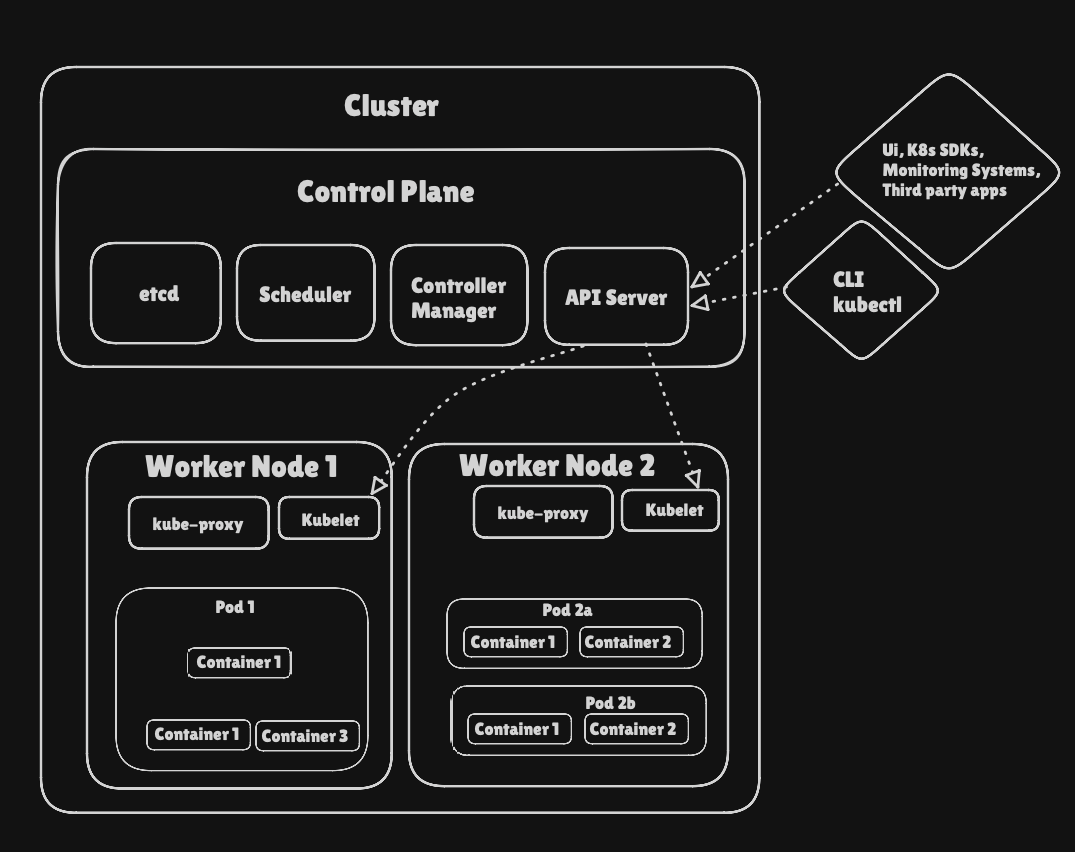 Cluster
Control Plane
etcd
Scheduler
Controller
Manager
API Server
Ui, K8s SDKs,
Monitoring Systems,
Third party apps
CLI
kubectl
Worker Node 1
kube-proxy
Kubelet
Pod 1
Container 1
Container 1
Container 3
Worker Node 2
kube-proxy
Kubelet
Pod 2a
Container 1
Container 2
Pod 2b
Container 1
Container 2